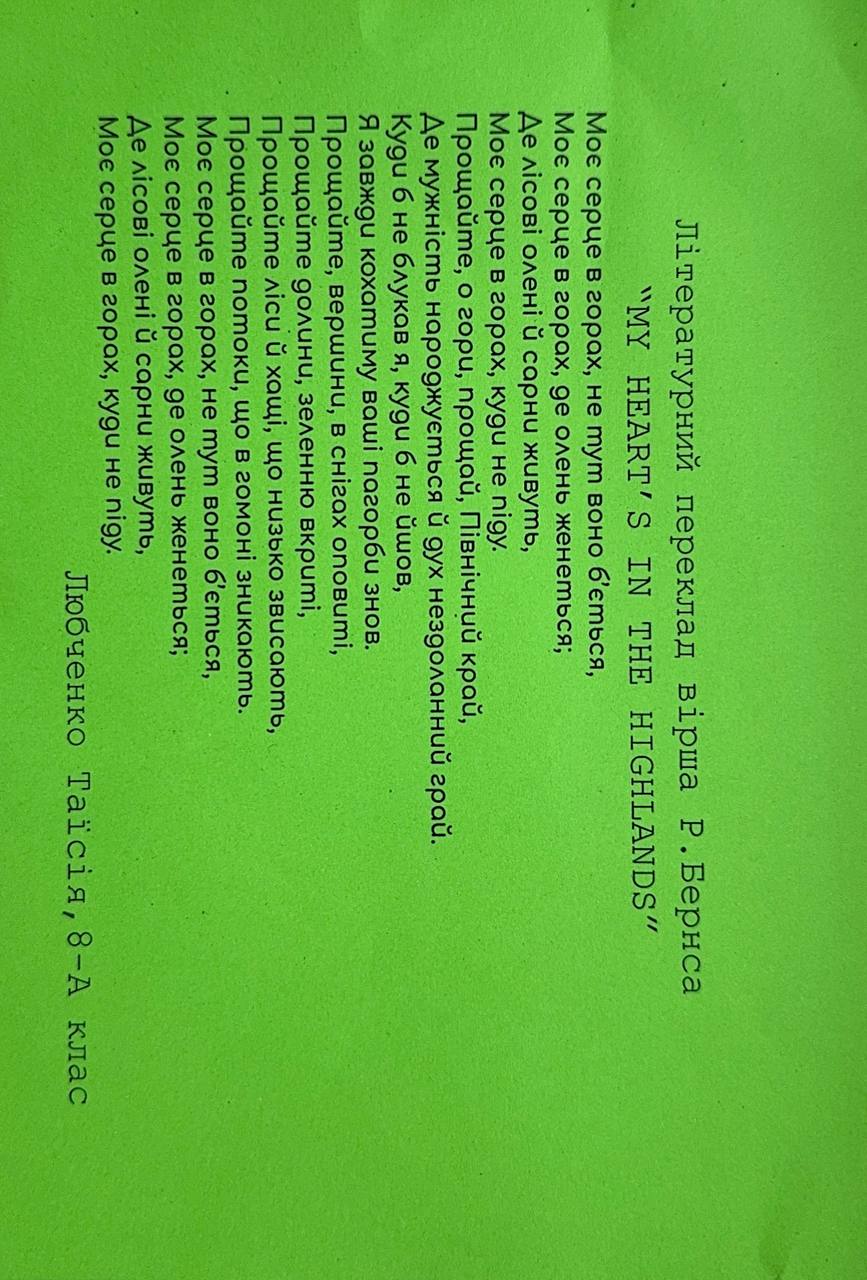 Літературний переклад вірша Р.Бернса
“MY HEART’S IN THE HIGHLANDS”
Моє серце в горах, не тут воно б’ється,
Моє серце в горах, де олень женеться;
Де лісові олені й сарни живуть,
Моє серце в горах, куди не піду.
Прощайте, о гори, прощай, Північний край,
Де мужність народжується й дух нездоланний грай.
Куди б не блукав я, куди б не йшов,
Я завжди кохатиму ваші пагорби знов.
Прощайте, вершини, в снігах оповиті,
Прощайте долини, зеленню вкриті,
Прощайте ліси й хащі, що низько звисають,
Прощайте потоки, що в гомоні зникають.
Моє серце в горах, не тут воно б’ється,
Моє серце в горах, де олень женеться;
Де лісові олені й сарни живуть,
Моє серце в горах, куди не піду.
Любченко Таїсія,8-А клас